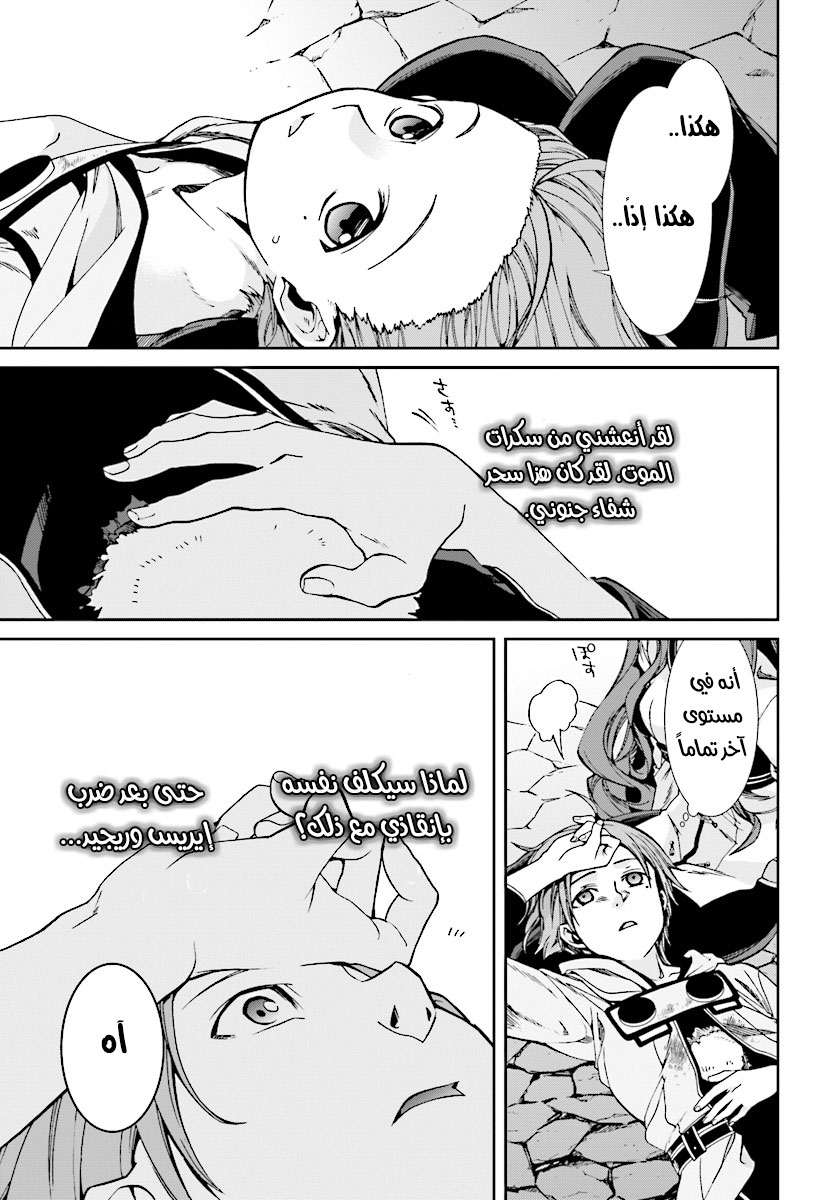 هكذا..
هكذا إذاً..
لقد أنعشني من سكرات
الموت، لقد كان هذا سحر
شفاء جنوني.
أنه في
مستوى
آخر تماماً
لماذا سيكلف نفسه
بإنقاذي مع ذلك؟
حتى بعد ضرب
إيريس وريجيد...
آه